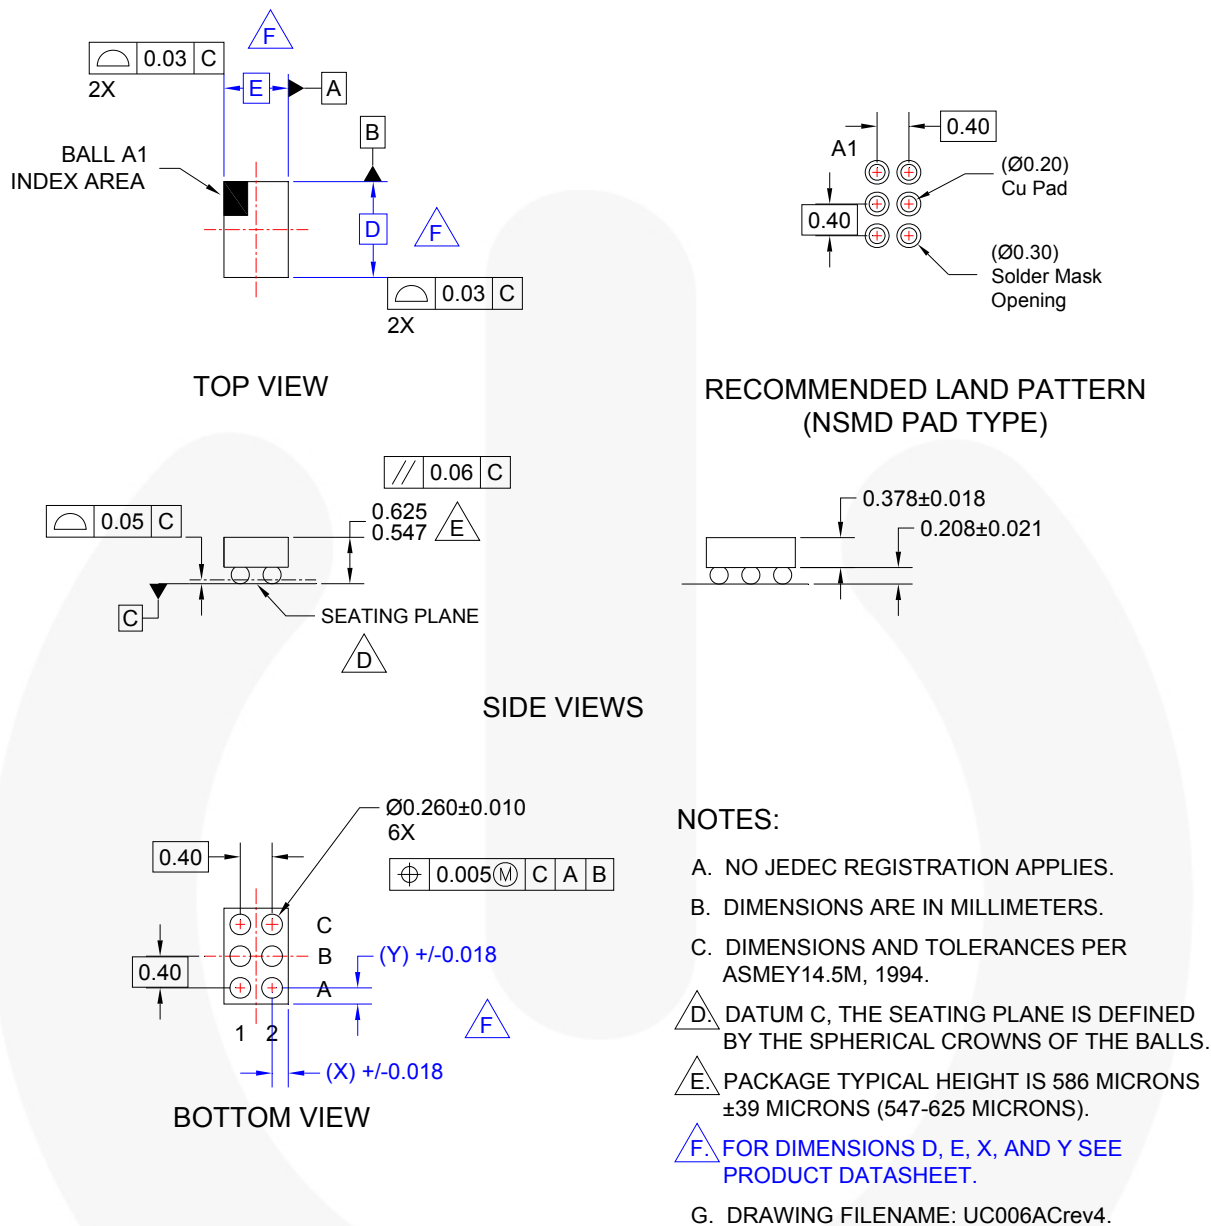 F
0.03 C
2X
E
A
B
BALL A1
INDEX AREA
D
F
0.03 C
2X
TOP VIEW
0.40
A1
(Ø0.20)
Cu Pad
0.40
(Ø0.30)
Solder Mask
Opening
RECOMMENDED LAND PATTERN
(NSMD PAD TYPE)
// 0.06 C
0.05 C
0.625
0.547
E
C
SEATING PLANE
D
0.378±0.018
0.208±0.021
SIDE VIEWS
Ø0.260±0.010
6X
0.40
0.005Ⓜ C A B
C
B
A
0.40
(Y) +/-0.018
F
1 2
(X) +/-0.018
BOTTOM VIEW
NOTES:
A. NO JEDEC REGISTRATION APPLIES.
B. DIMENSIONS ARE IN MILLIMETERS.
C. DIMENSIONS AND TOLERANCES PER
ASMEY14.5M, 1994.
D. DATUM C, THE SEATING PLANE IS DEFINED
BY THE SPHERICAL CROWNS OF THE BALLS.
E. PACKAGE TYPICAL HEIGHT IS 586 MICRONS
±39 MICRONS (547-625 MICRONS).
F. FOR DIMENSIONS D, E, X, AND Y SEE
PRODUCT DATASHEET.
G. DRAWING FILENAME: UC006ACrev4.